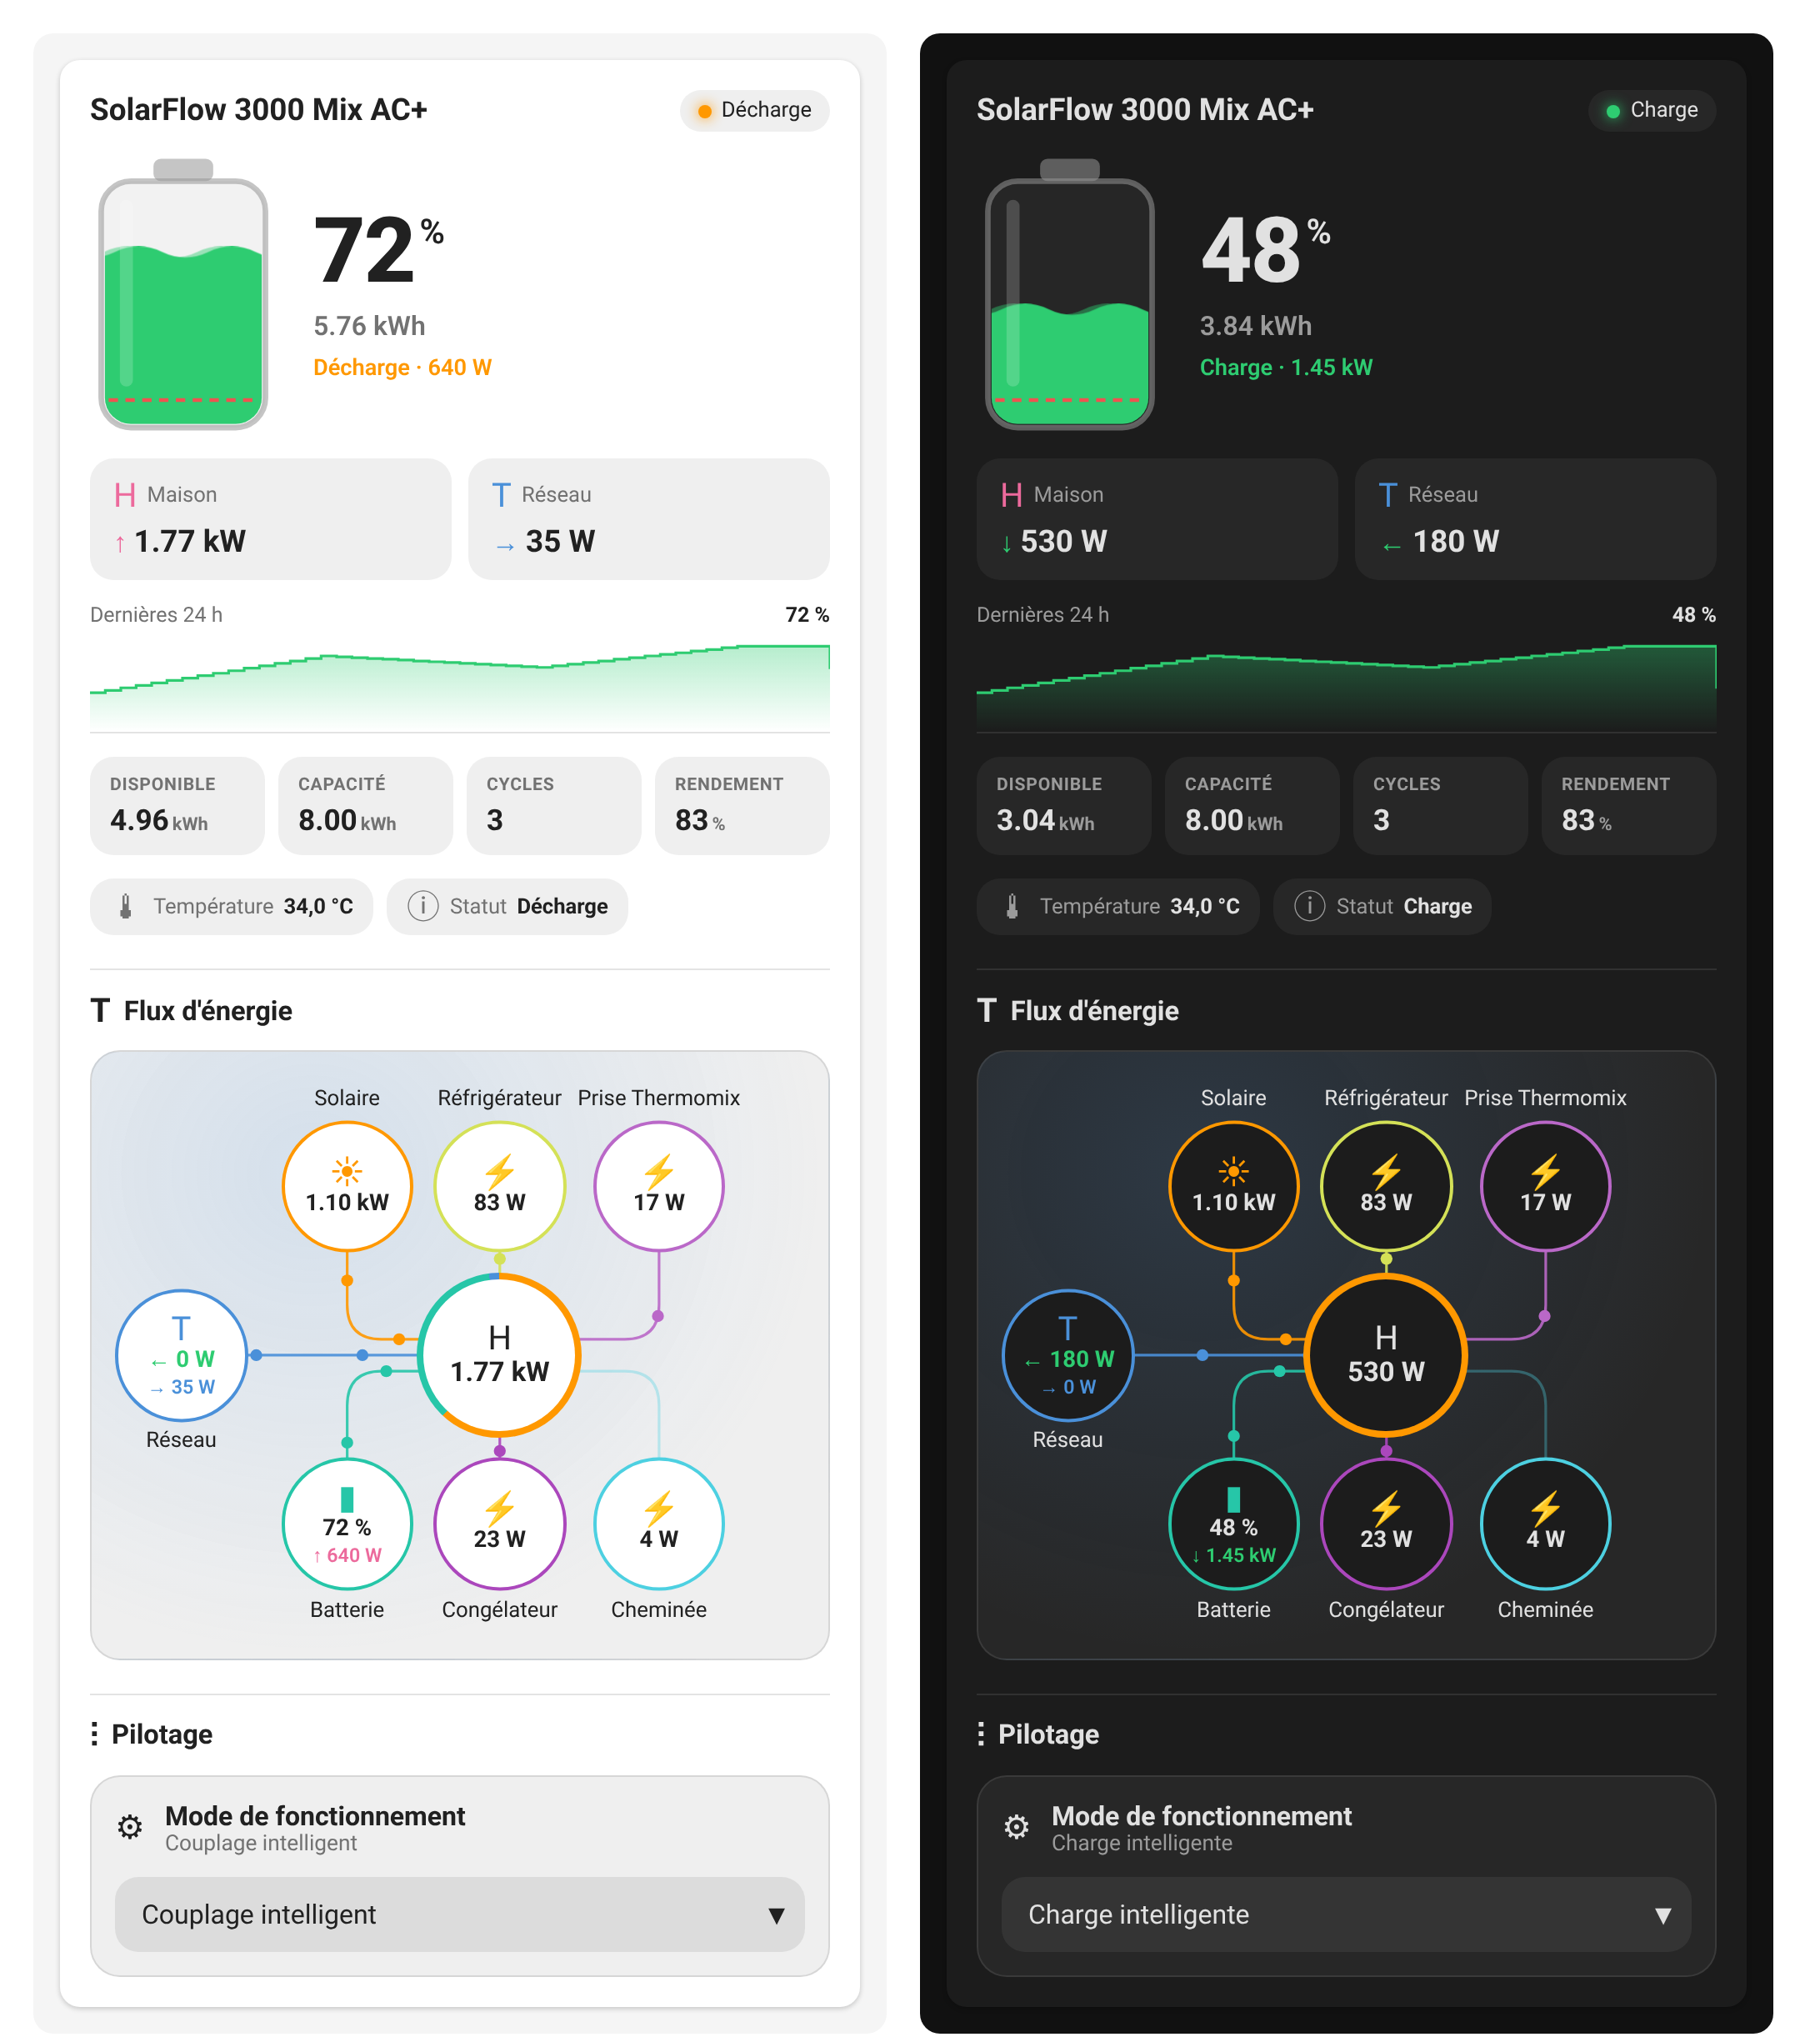 SolarFlow 3000 Mix AC+
Décharge
72 %
5.76 kWh
Décharge · 640 W
H Maison
↑ 1.77 kW
T Réseau
→ 35 W
Dernières 24 h
72 %
DISPONIBLE
4.96 kWh
CAPACITÉ
8.00 kWh
CYCLES
3
RENDEMENT
83 %
Température 34,0 °C
Statut Décharge
T Flux d'énergie
Solaire
Réfrigérateur
Prise Thermomix
1.10 kW
83 W
17 W
T
← 0 W
→ 35 W
Réseau
H
1.77 kW
72 %
↑ 640 W
Batterie
23 W
Congélateur
4 W
Cheminée
Pilotage
Mode de fonctionnement
Couplage intelligent
Couplage intelligent ▼
SolarFlow 3000 Mix AC+
Charge
48 %
3.84 kWh
Charge · 1.45 kW
H Maison
↓ 530 W
T Réseau
← 180 W
Dernières 24 h
48 %
DISPONIBLE
3.04 kWh
CAPACITÉ
8.00 kWh
CYCLES
3
RENDEMENT
83 %
Température 34,0 °C
Statut Charge
T Flux d'énergie
Solaire
Réfrigérateur
Prise Thermomix
1.10 kW
83 W
17 W
T
← 180 W
→ 0 W
Réseau
H
530 W
48 %
↓ 1.45 kW
Batterie
23 W
Congélateur
4 W
Cheminée
Pilotage
Mode de fonctionnement
Charge intelligente
Charge intelligente ▼